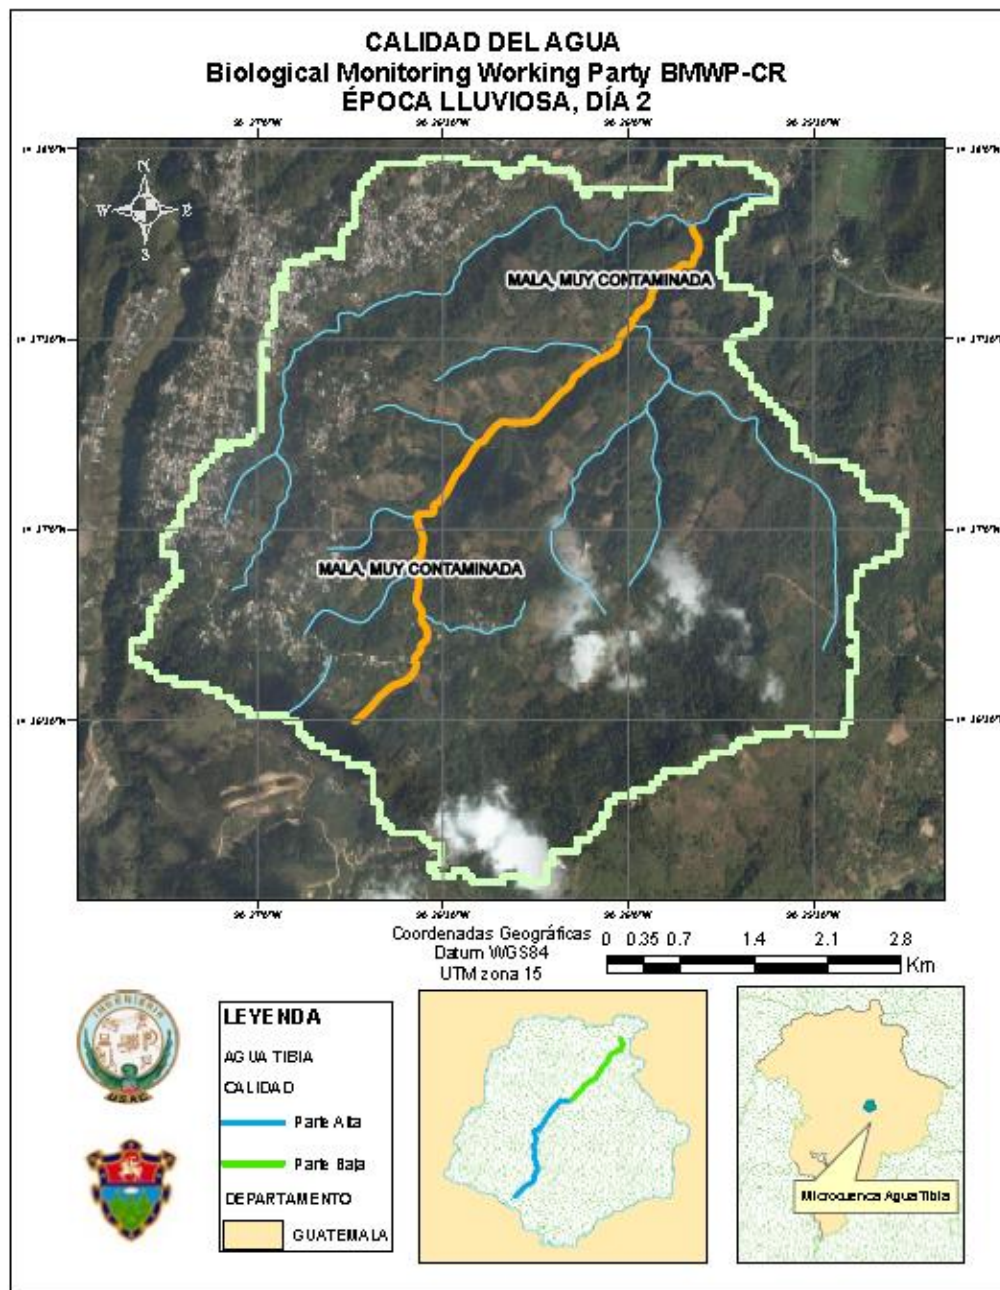 CALIDAD DEL AGUA
Biological Monitoring Working Party BMWP-CR
ÉPOCA LLUVIOSA, DÍA 2
N
W E
S
MALA, MUY CONTAMINADA
MALA, MUY CONTAMINADA
Coordenadas Geográficas
Datum WGS84
UTM zona 15
0 0.35 0.7 1.4 2.1 2.8
Km
INGENIERIA
USAC
LEYENDA
AGUA TIBIA
CALIDAD
Parte Alta
Parte Baja
DEPARTAMENTO
GUATEMALA
Microcuenca Agua Tibia